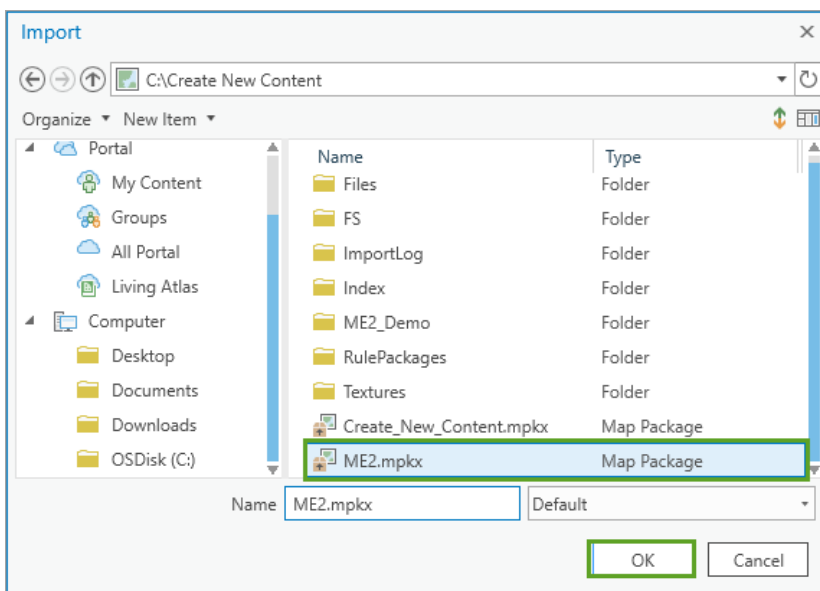 Import
C:\Create New Content
Organize New Item
Portal
My Content
Groups
All Portal
Living Atlas
Computer
Desktop
Documents
Downloads
OSDisk (C:)
Name Type
Files Folder
FS Folder
ImportLog Folder
Index Folder
ME2_Demo Folder
RulePackages Folder
Textures Folder
Create_New_Content.mpkx Map Package
ME2.mpkx Map Package
Name ME2.mpkx Default
OK Cancel